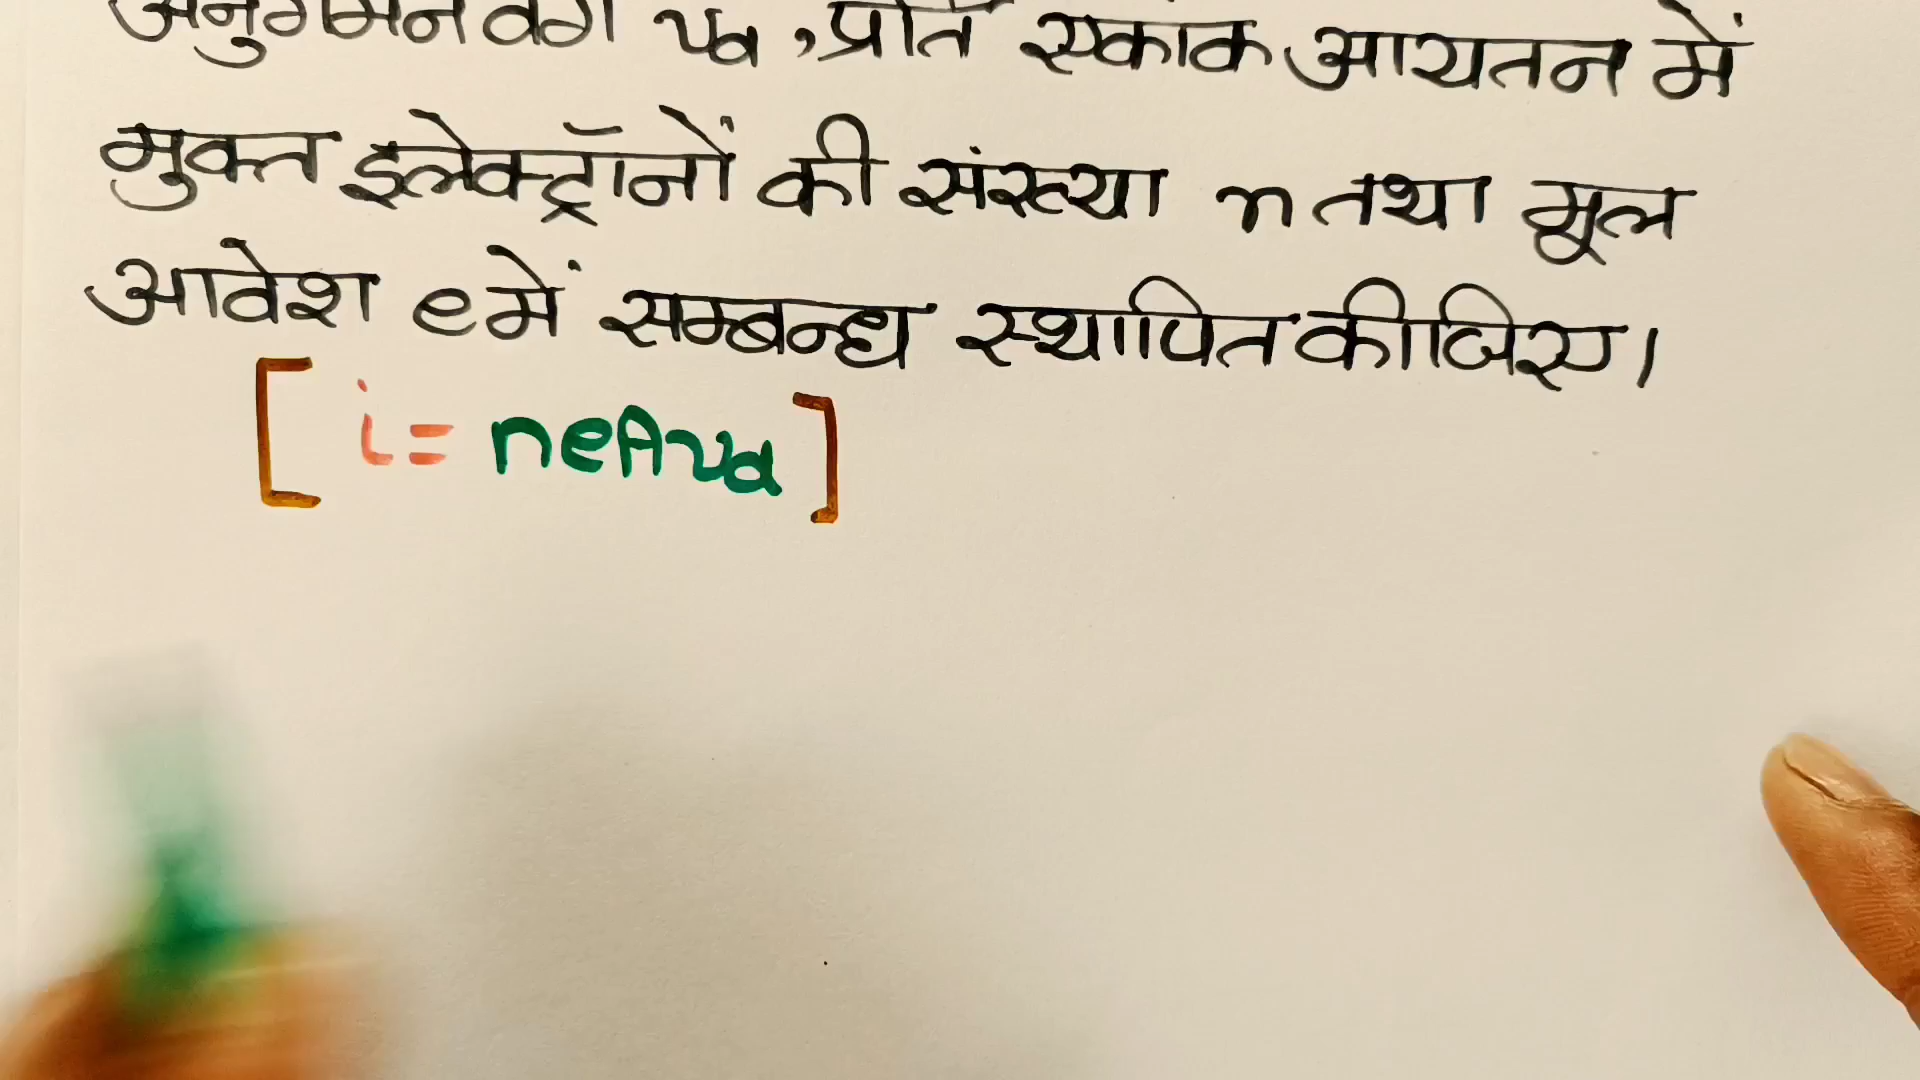 अनुगमन वेग vd, प्रति एकांक आयतन में
मुक्त इलेक्ट्रॉनों की संख्या n तथा मूल
आवेश e में सम्बन्ध स्थापित कीजिए।
[i = neAvd]